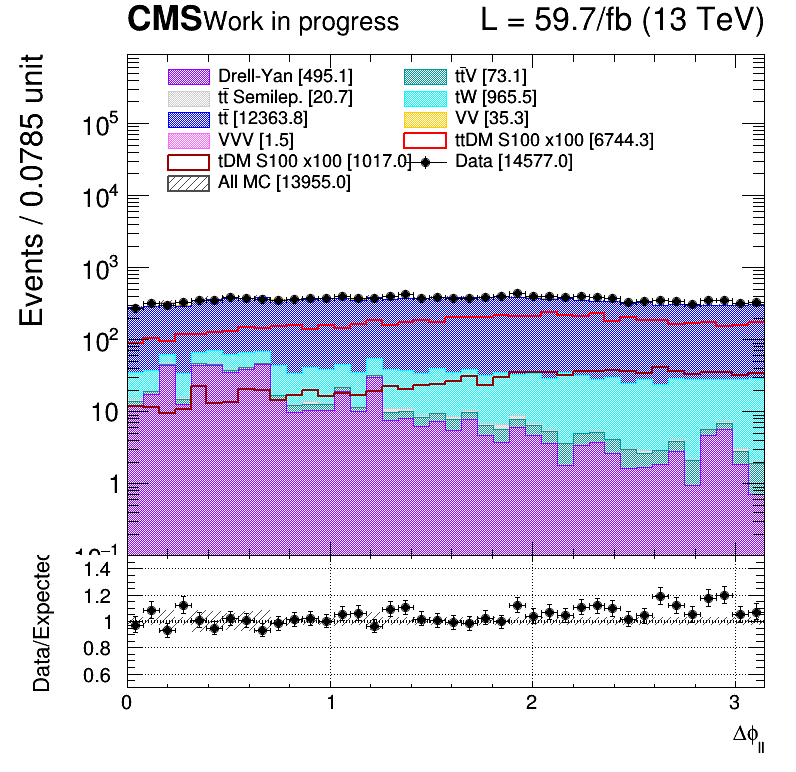 CMS Work in progress L = 59.7/fb (13 TeV)
Events / 0.0785 unit
Drell-Yan [495.1] tt̄V [73.1]
tt̄ Semilep. [20.7] tW [965.5]
tt̄ [12363.8] VV [35.3]
VVV [1.5] ttDM S100 x100 [6744.3]
tDM S100 x100 [1017.0] Data [14577.0]
All MC [13955.0]
10⁵
10⁴
10³
10²
10
1
10⁻¹
Data/Expected
1.4
1.2
1
0.8
0.6
0 1 2 3
Δϕ_ll